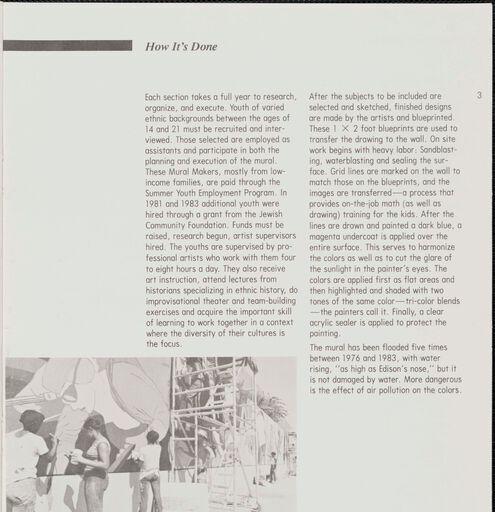 How It's Done
Each section takes a full year to research,
organize, and execute. Youth of varied
ethnic backgrounds between the ages of
14 and 21 must be recruited and inter-
viewed. Those selected are employed as
assistants and participate in both the
planning and execution of the mural.
These Mural Makers, mostly from low-
income families, are paid through the
Summer Youth Employment Program. In
1981 and 1983 additional youth were
hired through a grant from the Jewish
Community Foundation. Funds must be
raised, research begun, artist supervisors
hired. The youths are supervised by pro-
fessional artists who work with them four
to eight hours a day. They also receive
art instruction, attend lectures from
historians specializing in ethnic history, do
improvisational theater and team-building
exercises and acquire the important skill
of learning to work together in a context
where the diversity of their cultures is
the focus.
After the subjects to be included are
selected and sketched, finished designs
are made by the artists and blueprinted.
These 1 × 2 foot blueprints are used to
transfer the drawing to the wall. On site
work begins with heavy labor: Sandblast-
ing, waterblasting and sealing the sur-
face. Grid lines are marked on the wall to
match those on the blueprints, and the
images are transferred—a process that
provides on-the-job math (as well as
drawing) training for the kids. After the
lines are drawn and painted a dark blue, a
magenta undercoat is applied over the
entire surface. This serves to harmonize
the colors as well as to cut the glare of
the sunlight in the painter's eyes. The
colors are applied first as flat areas and
then highlighted and shaded with two
tones of the same color—tri-color blends
—the painters call it. Finally, a clear
acrylic sealer is applied to protect the
painting.
The mural has been flooded five times
between 1976 and 1983, with water
rising, "as high as Edison's nose," but it
is not damaged by water. More dangerous
is the effect of air pollution on the colors.
3